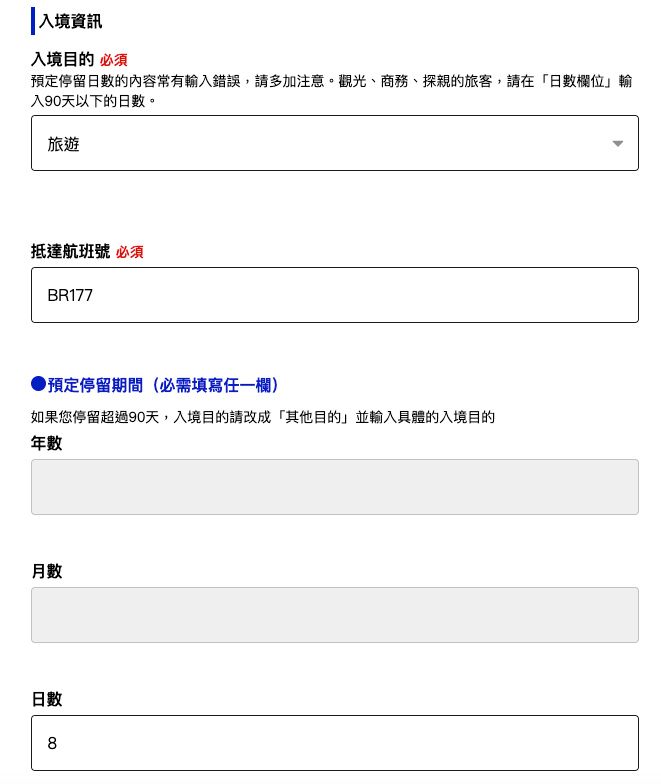 入境資訊
入境目的 必須
預定停留日數的內容常有輸入錯誤，請多加注意。觀光、商務、探親的旅客，請在「日數欄位」輸
入90天以下的日數。
旅遊
抵達航班號 必須
BR177
●預定停留期間（必需填寫任一欄）
如果您停留超過90天，入境目的請改成「其他目的」並輸入具體的入境目的
年數
月數
日數
8